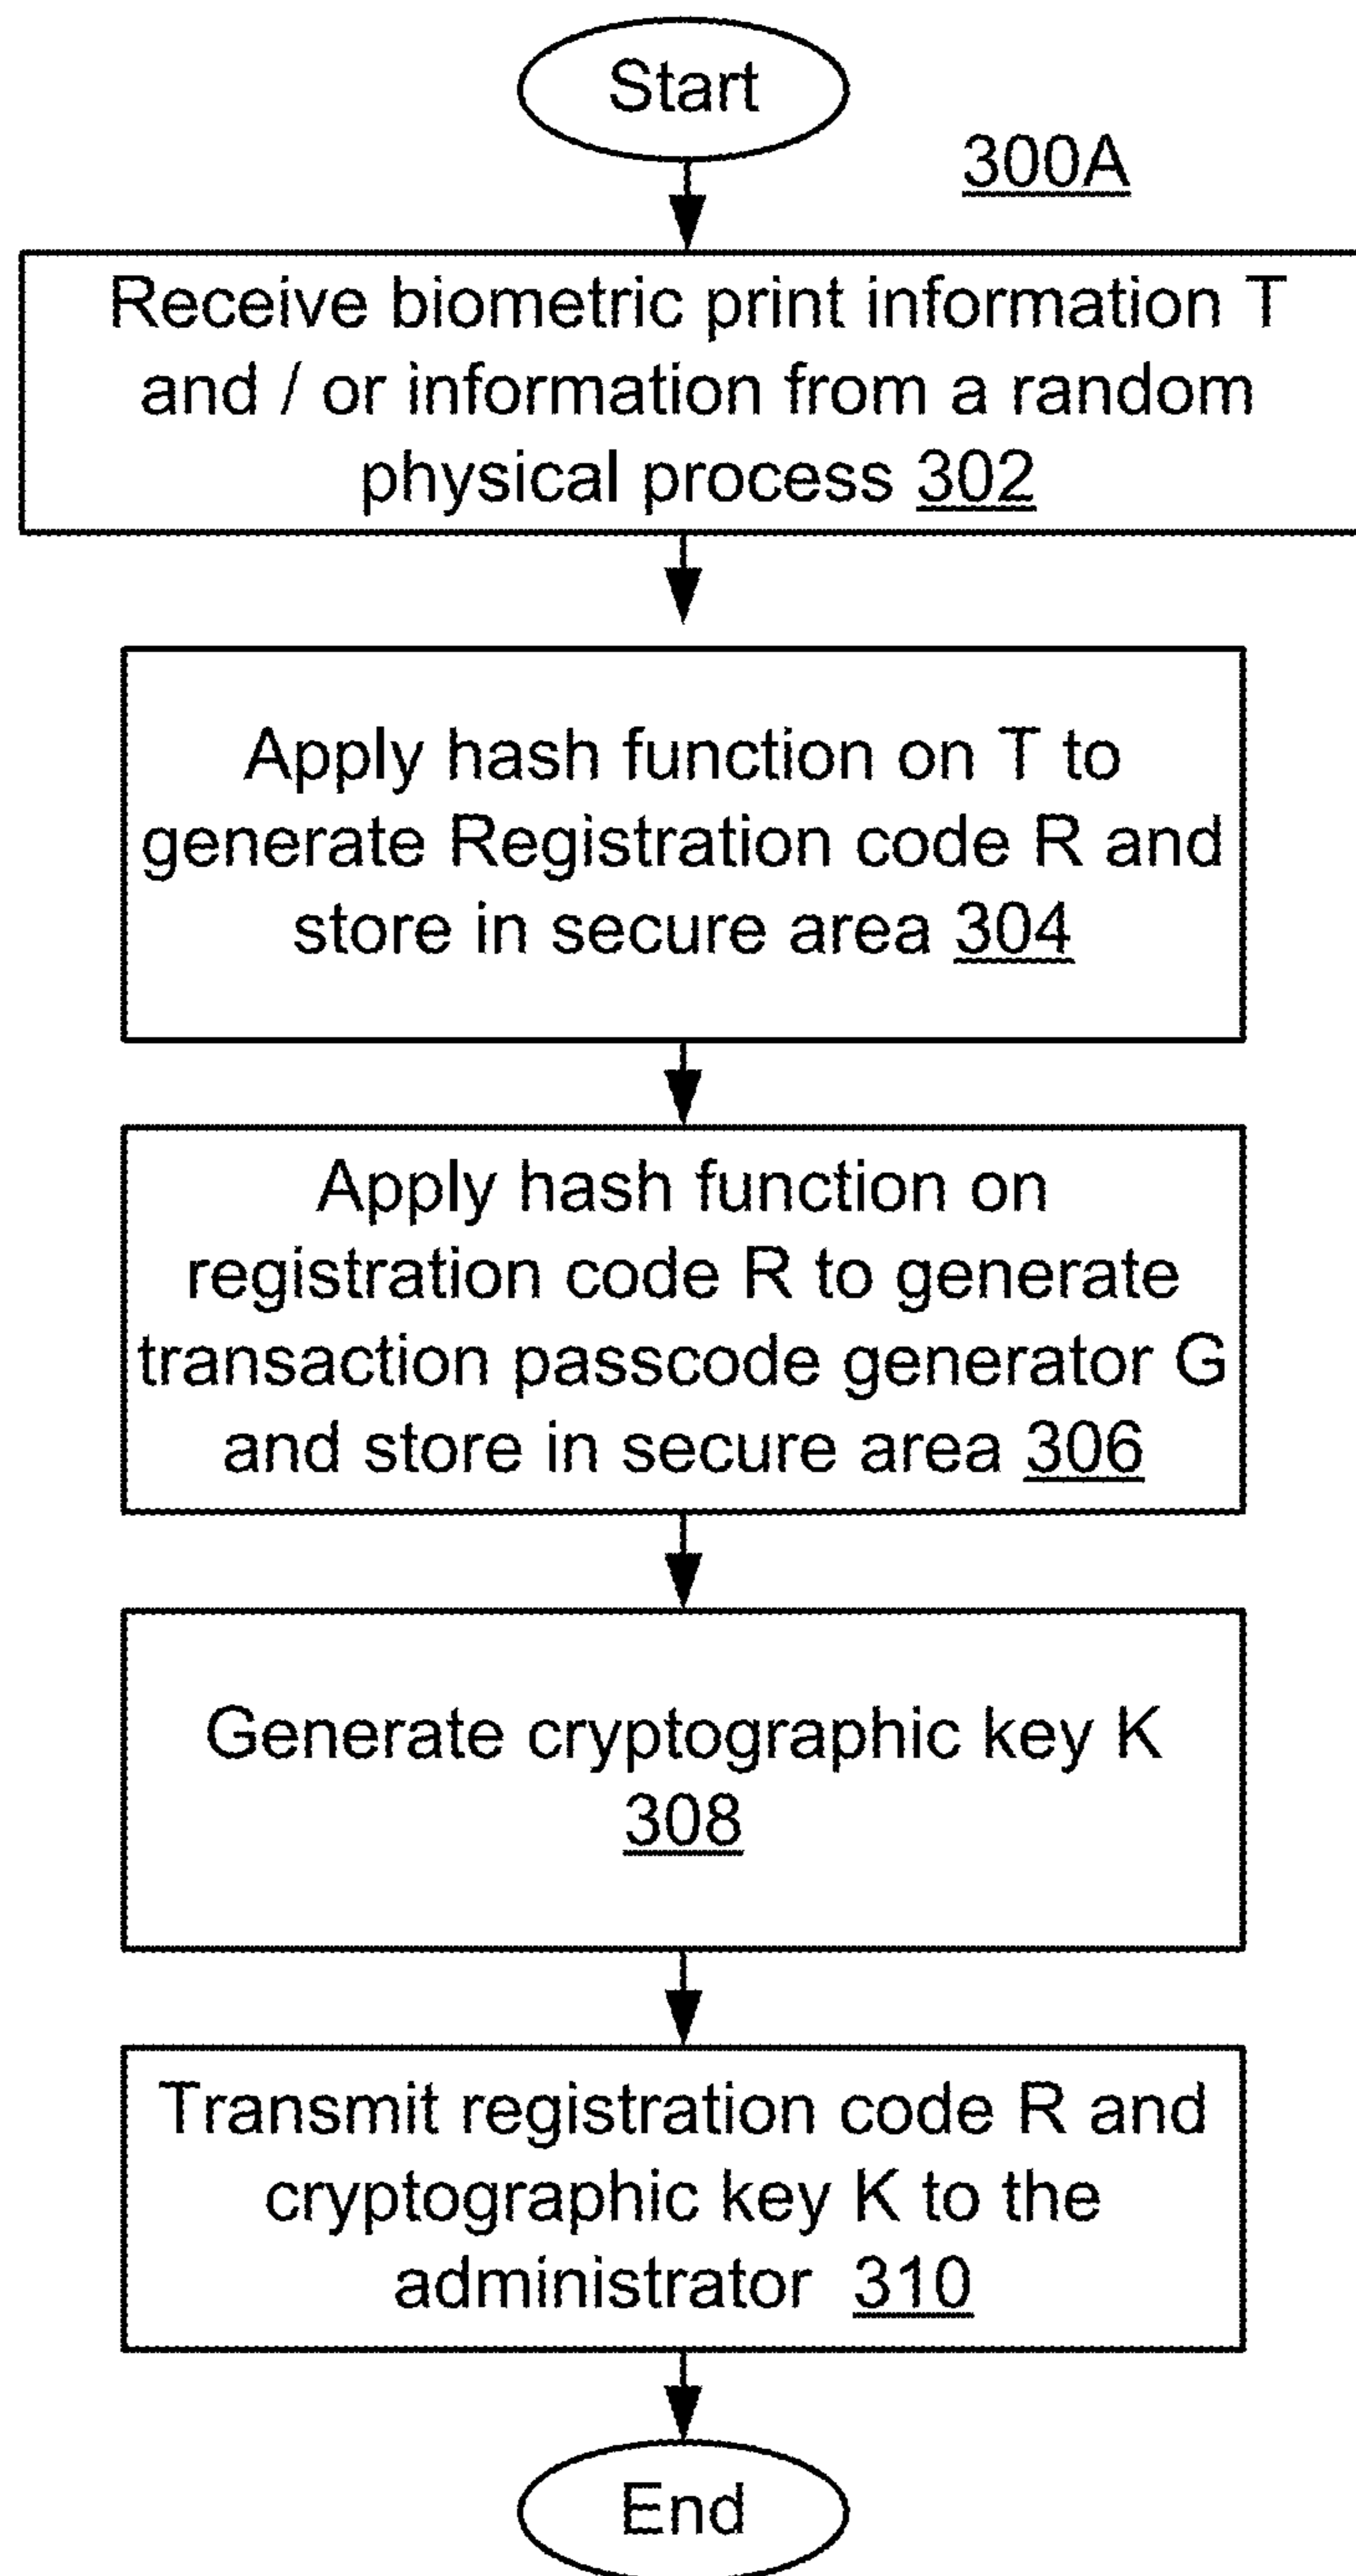 Start
300A
Receive biometric print information T
and / or information from a random
physical process 302
Apply hash function on T to
generate Registration code R and
store in secure area 304
Apply hash function on
registration code R to generate
transaction passcode generator G
and store in secure area 306
Generate cryptographic key K
308
Transmit registration code R and
cryptographic key K to the
administrator 310
End